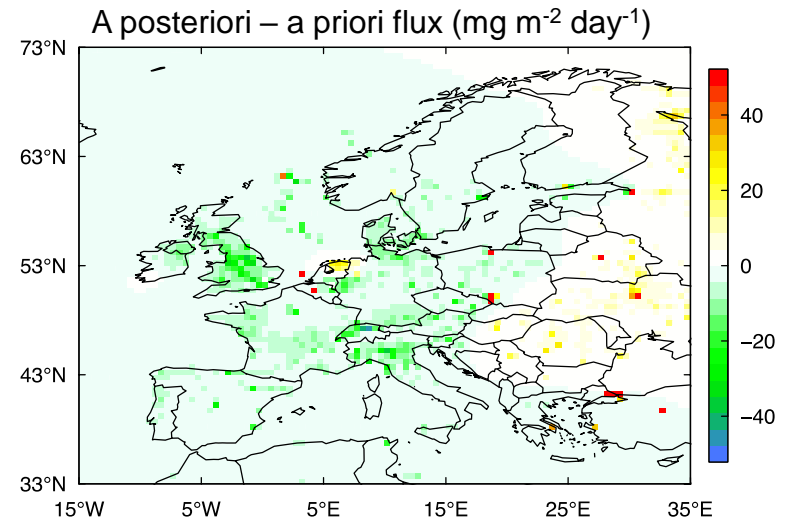 A posteriori – a priori flux (mg m-2 day-1)
73°N
63°N
53°N
43°N
33°N
15°W
5°W
5°E
15°E
25°E
35°E
40
20
0
−20
−40